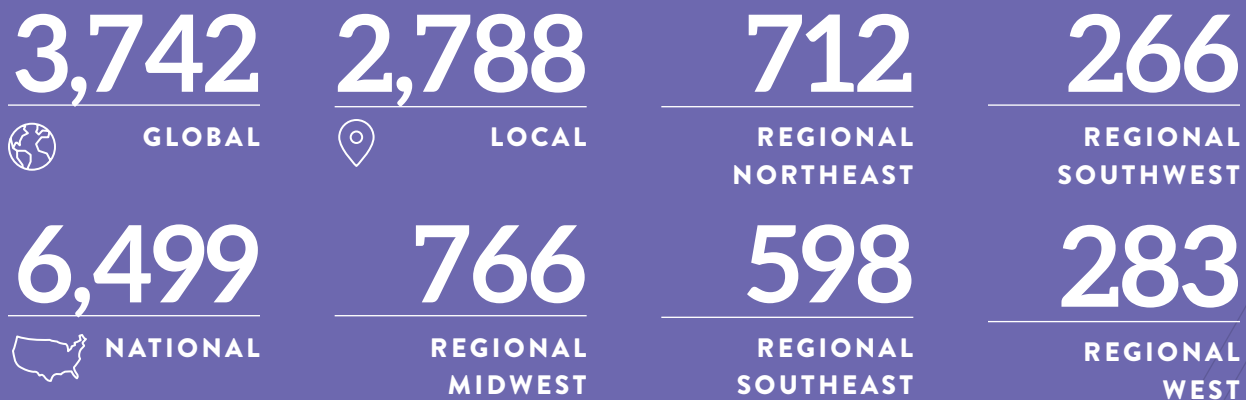 3,742
GLOBAL
2,788
LOCAL
712
REGIONAL
NORTHEAST
266
REGIONAL
SOUTHWEST
6,499
NATIONAL
766
REGIONAL
MIDWEST
598
REGIONAL
SOUTHEAST
283
REGIONAL
WEST